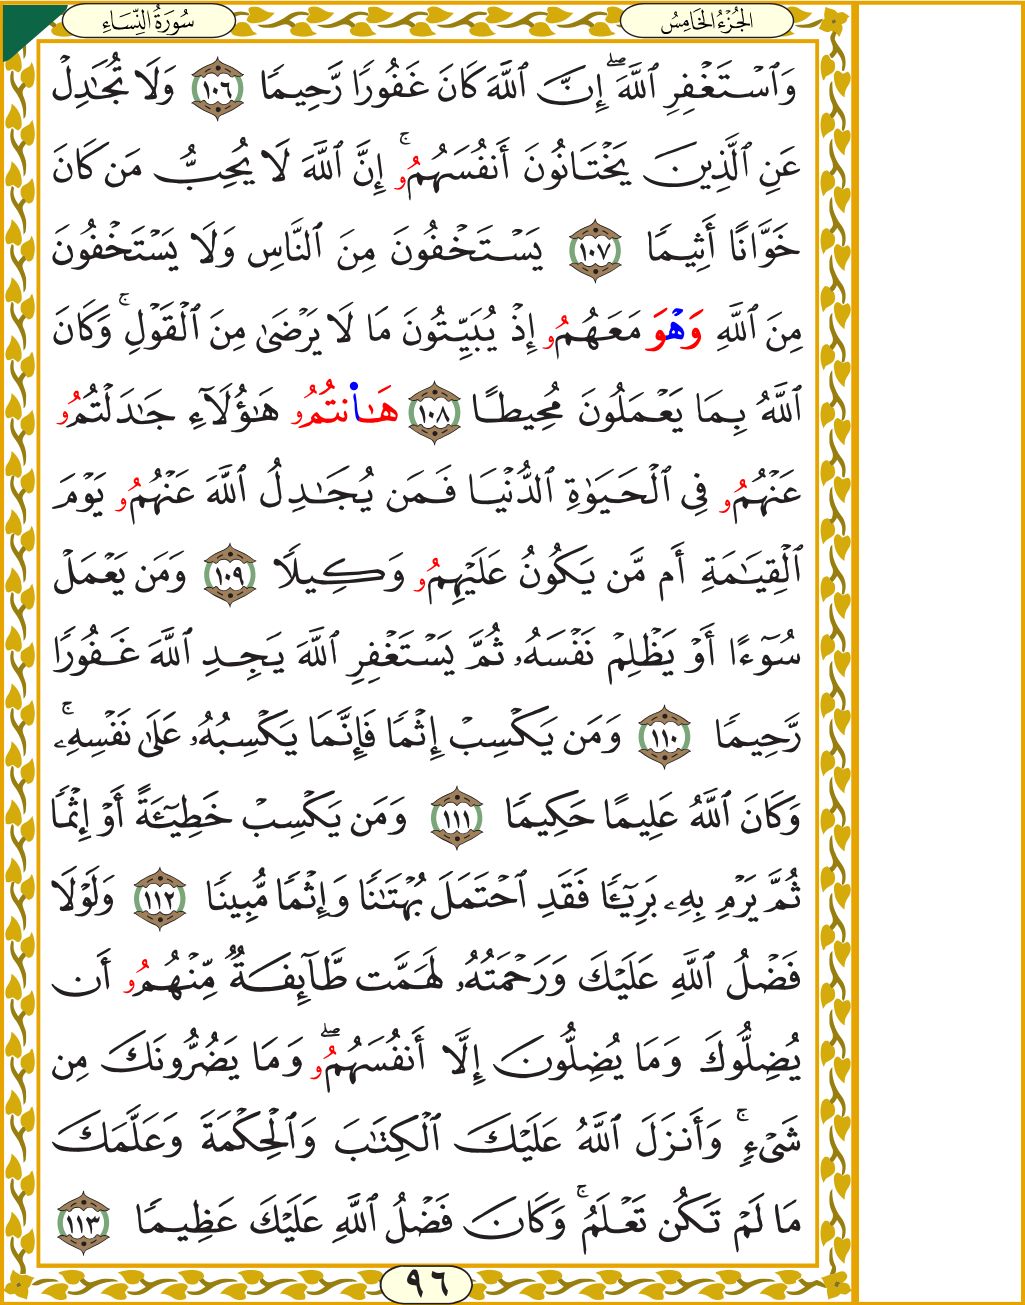 الجُزْءُ الخَامِسُ
سُورَةُ النِّسَاءِ
وَٱسْتَغْفِرِ ٱللَّهَۖ إِنَّ ٱللَّهَ كَانَ غَفُورًا رَّحِيمًا ١٠٦ وَلَا تُجَٰدِلْ
عَنِ ٱلَّذِينَ يَخْتَانُونَ أَنفُسَهُمُۥۚ إِنَّ ٱللَّهَ لَا يُحِبُّ مَن كَانَ
خَوَّانًا أَثِيمًا ١٠٧ يَسْتَخْفُونَ مِنَ ٱلنَّاسِ وَلَا يَسْتَخْفُونَ
مِنَ ٱللَّهِ وَهْوَ مَعَهُمُۥ إِذْ يُبَيِّتُونَ مَا لَا يَرْضَىٰ مِنَ ٱلْقَوْلِۚ وَكَانَ
ٱللَّهُ بِمَا يَعْمَلُونَ مُحِيطًا ١٠٨ هَٰا۬نتُمُۥ هَٰٓؤُلَآءِ جَٰدَلْتُمُۥ
عَنْهُمُۥ فِي ٱلْحَيَوٰةِ ٱلدُّنْيَا فَمَن يُجَٰدِلُ ٱللَّهَ عَنْهُمُۥ يَوْمَ
ٱلْقِيَٰمَةِ أَم مَّن يَكُونُ عَلَيْهِمُۥ وَكِيلًا ١٠٩ وَمَن يَعْمَلْ
سُوٓءًا أَوْ يَظْلِمْ نَفْسَهُۥ ثُمَّ يَسْتَغْفِرِ ٱللَّهَ يَجِدِ ٱللَّهَ غَفُورًا
رَّحِيمًا ١١٠ وَمَن يَكْسِبْ إِثْمًا فَإِنَّمَا يَكْسِبُهُۥ عَلَىٰ نَفْسِهِۦۚ
وَكَانَ ٱللَّهُ عَلِيمًا حَكِيمًا ١١١ وَمَن يَكْسِبْ خَطِيٓـَٔةً أَوْ إِثْمًا
ثُمَّ يَرْمِ بِهِۦ بَرِيٓـًٔا فَقَدِ ٱحْتَمَلَ بُهْتَٰنًا وَإِثْمًا مُّبِينًا ١١٢ وَلَوْلَا
فَضْلُ ٱللَّهِ عَلَيْكَ وَرَحْمَتُهُۥ لَهَمَّت طَّآئِفَةٌ مِّنْهُمُۥ أَن
يُضِلُّوكَ وَمَا يُضِلُّونَ إِلَّا أَنفُسَهُمُۥۖ وَمَا يَضُرُّونَكَ مِن
شَيْءٍۚ وَأَنزَلَ ٱللَّهُ عَلَيْكَ ٱلْكِتَٰبَ وَٱلْحِكْمَةَ وَعَلَّمَكَ
مَا لَمْ تَكُن تَعْلَمُۚ وَكَانَ فَضْلُ ٱللَّهِ عَلَيْكَ عَظِيمًا ١١٣
٩٦